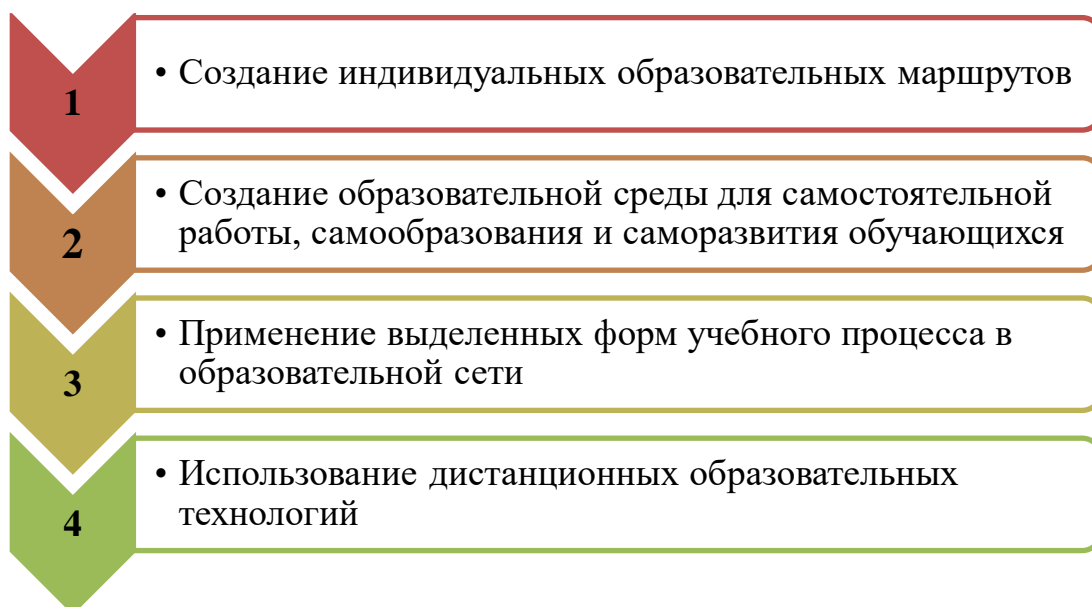 1
• Создание индивидуальных образовательных маршрутов
2
• Создание образовательной среды для самостоятельной
работы, самообразования и саморазвития обучающихся
3
• Применение выделенных форм учебного процесса в
образовательной сети
4
• Использование дистанционных образовательных
технологий